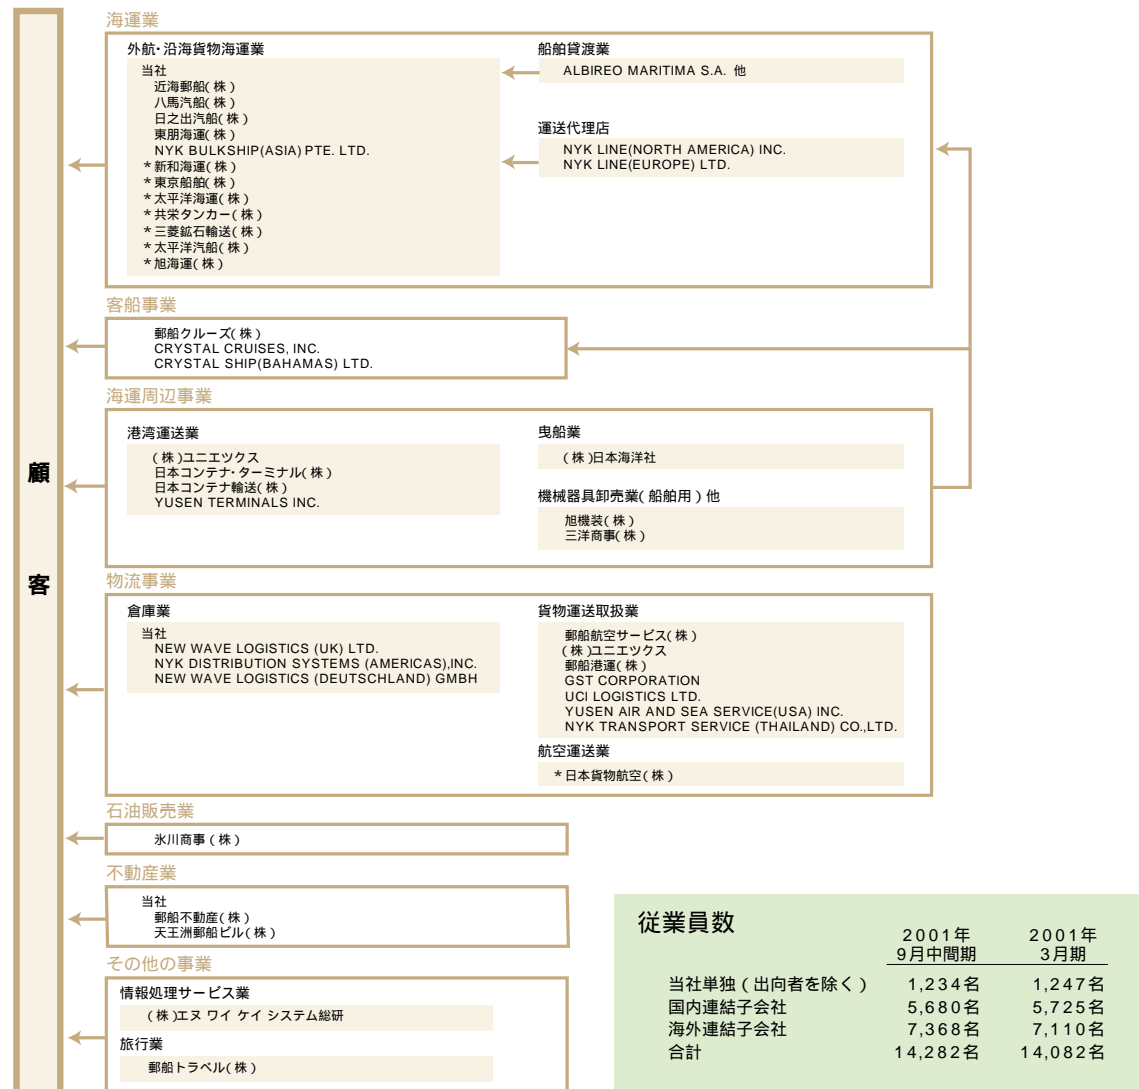 海運業
外航・沿海貨物海運業
当社
近海郵船(株)
八馬汽船(株)
日之出汽船(株)
東朋海運(株)
NYK BULKSHIP(ASIA) PTE. LTD.
*新和海運(株)
*東京船舶(株)
*太平洋海運(株)
*共栄タンカー(株)
*三菱鉱石輸送(株)
*太平洋汽船(株)
*旭海運(株)
船舶貸渡業
ALBIREO MARITIMA S.A. 他
運送代理店
NYK LINE(NORTH AMERICA) INC.
NYK LINE(EUROPE) LTD.
客船事業
郵船クルーズ(株)
CRYSTAL CRUISES, INC.
CRYSTAL SHIP(BAHAMAS) LTD.
海運周辺事業
港湾運送業
(株)ユニエツクス
日本コンテナ・ターミナル(株)
日本コンテナ輸送(株)
YUSEN TERMINALS INC.
曳船業
(株)日本海洋社
機械器具卸売業(船舶用)他
旭機装(株)
三洋商事(株)
顧
客
物流事業
倉庫業
当社
NEW WAVE LOGISTICS (UK) LTD.
NYK DISTRIBUTION SYSTEMS (AMERICAS),INC.
NEW WAVE LOGISTICS (DEUTSCHLAND) GMBH
貨物運送取扱業
郵船航空サービス(株)
(株)ユニエツクス
郵船港運(株)
GST CORPORATION
UCI LOGISTICS LTD.
YUSEN AIR AND SEA SERVICE(USA) INC.
NYK TRANSPORT SERVICE (THAILAND) CO.,LTD.
航空運送業
*日本貨物航空(株)
石油販売業
氷川商事(株)
不動産業
当社
郵船不動産(株)
天王洲郵船ビル(株)
その他の事業
情報処理サービス業
(株)エヌ ワイ ケイ システム総研
旅行業
郵船トラベル(株)
従業員数
2001年 2001年
9月中間期 3月期
当社単独(出向者を除く) 1,234名 1,247名
国内連結子会社 5,680名 5,725名
海外連結子会社 7,368名 7,110名
合計 14,282名 14,082名